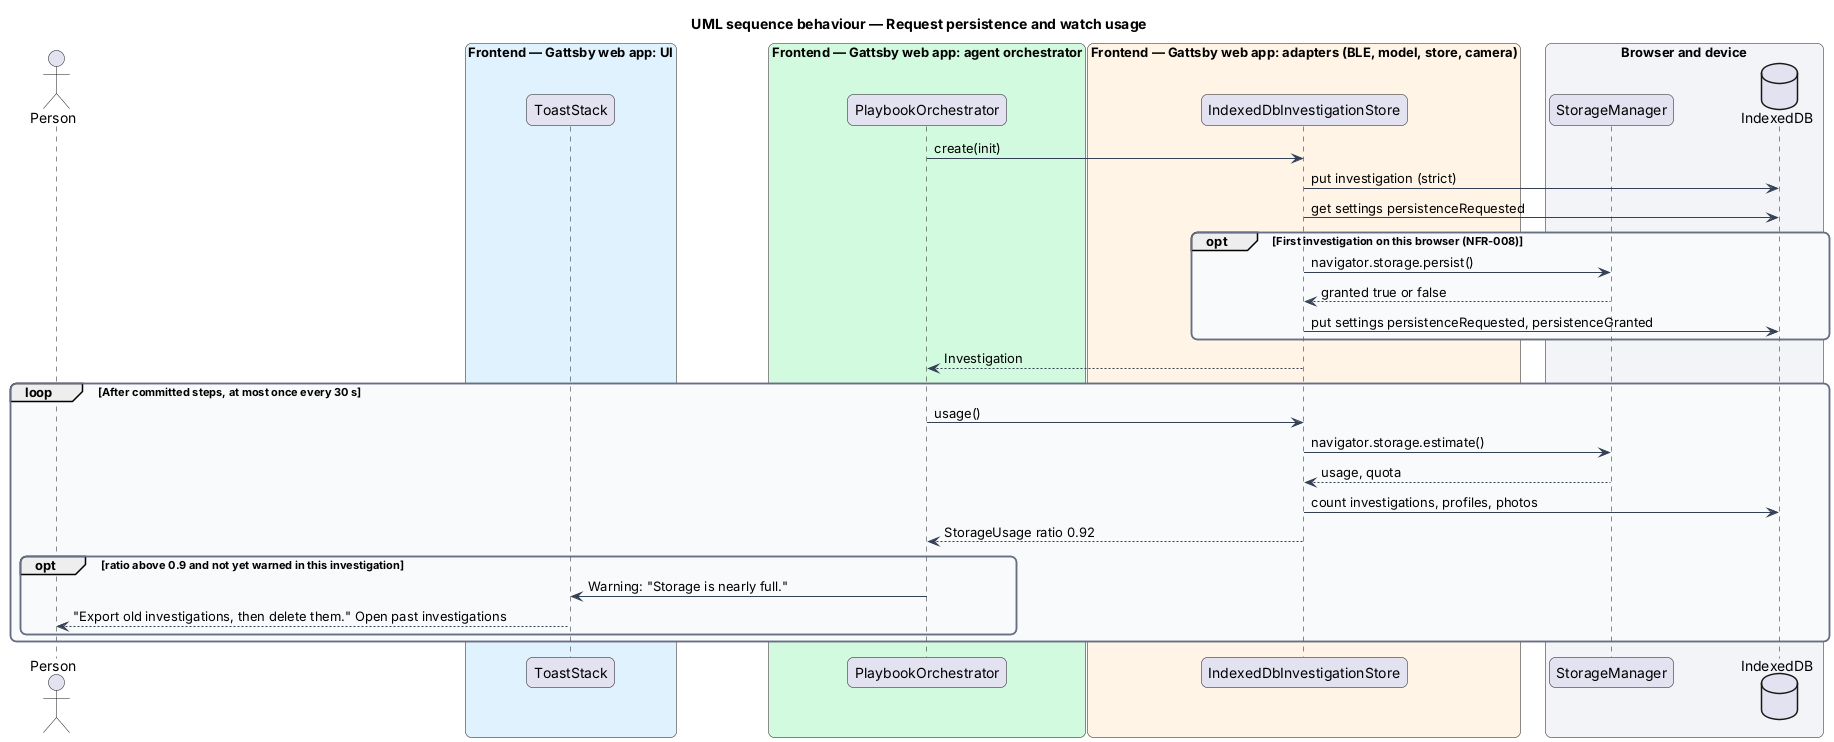 UML sequence behaviour — Request persistence and watch usage
Frontend — Gattsby web app: UI
Frontend — Gattsby web app: agent orchestrator
Frontend — Gattsby web app: adapters (BLE, model, store, camera)
Browser and device
Person
ToastStack
PlaybookOrchestrator
IndexedDbInvestigationStore
StorageManager
IndexedDB
create(init)
put investigation (strict)
get settings persistenceRequested
opt
[First investigation on this browser (NFR-008)]
navigator.storage.persist()
granted true or false
put settings persistenceRequested, persistenceGranted
Investigation
loop
[After committed steps, at most once every 30 s]
usage()
navigator.storage.estimate()
usage, quota
count investigations, profiles, photos
StorageUsage ratio 0.92
opt
[ratio above 0.9 and not yet warned in this investigation]
Warning: "Storage is nearly full."
"Export old investigations, then delete them." Open past investigations
Person
ToastStack
PlaybookOrchestrator
IndexedDbInvestigationStore
StorageManager
IndexedDB